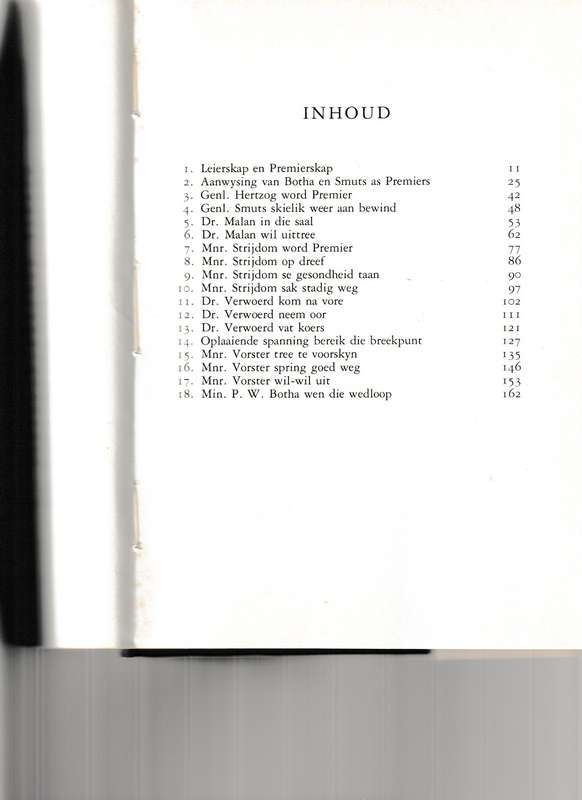 INHOUD
1. Leierskap en Premierskap 11
2. Aanwysing van Botha en Smuts as Premiers 25
3. Genl. Hertzog word Premier 42
4. Genl. Smuts skielik weer aan bewind 48
5. Dr. Malan in die saal 53
6. Dr. Malan wil uittree 62
7. Mnr. Strijdom word Premier 77
8. Mnr. Strijdom op dreef 86
9. Mnr. Strijdom se gesondheid taan 90
10. Mnr. Strijdom sak stadig weg 97
11. Dr. Verwoerd kom na vore 102
12. Dr. Verwoerd neem oor 111
13. Dr. Verwoerd vat koers 121
14. Oplaaiende spanning bereik die breekpunt 127
15. Mnr. Vorster tree te voorskyn 135
16. Mnr. Vorster spring goed weg 146
17. Mnr. Vorster wil-wil uit 153
18. Min. P. W. Botha wen die wedloop 162